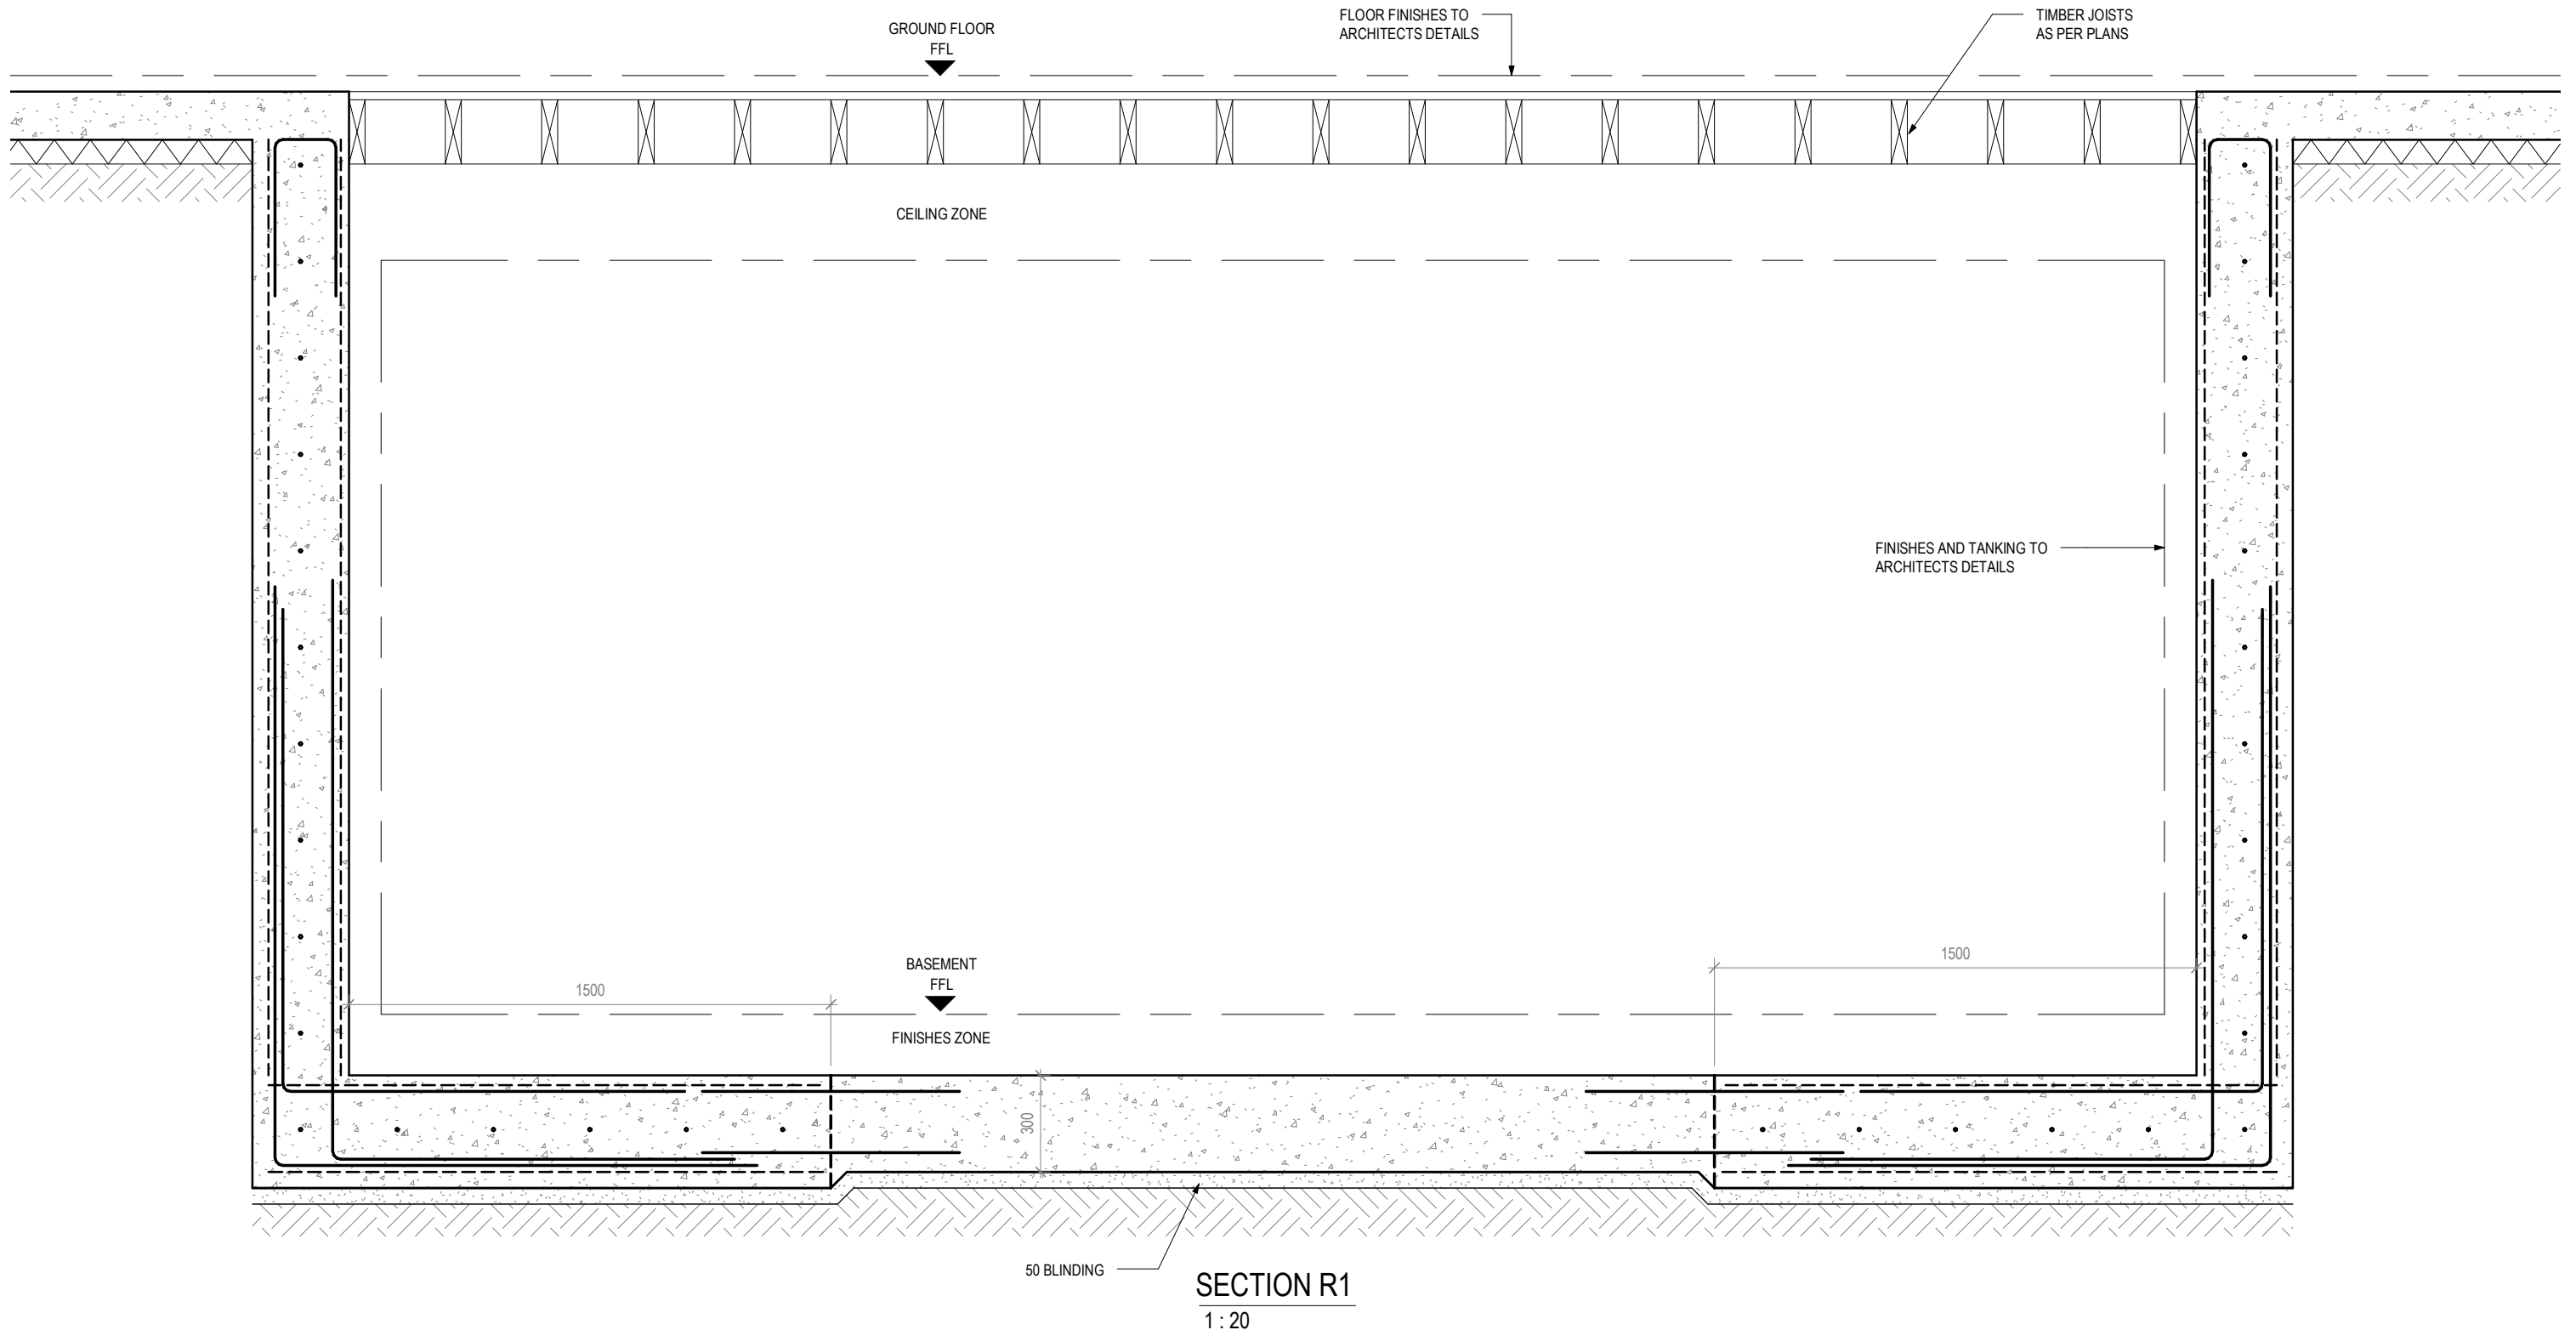 FLOOR FINISHES TO
ARCHITECTS DETAILS
TIMBER JOISTS
AS PER PLANS
GROUND FLOOR
FFL
CEILING ZONE
FINISHES AND TANKING TO
ARCHITECTS DETAILS
1500
BASEMENT
FFL
1500
FINISHES ZONE
300
50 BLINDING
SECTION R1
1 : 20